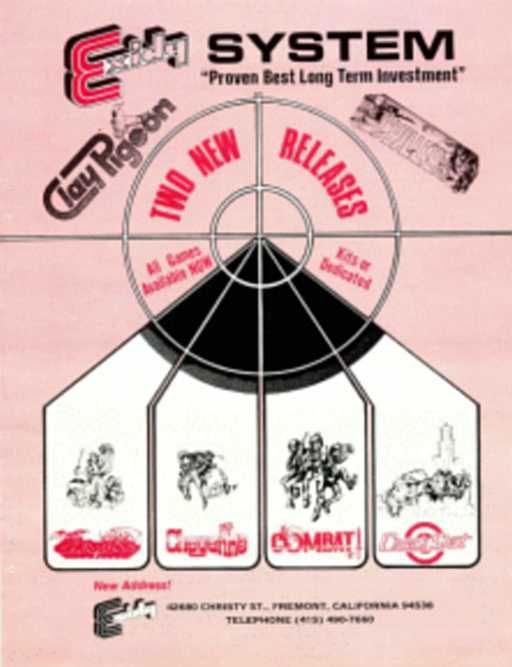 Exidy SYSTEM
"Proven Best Long Term Investment"
Clay Pigeon
TWO NEW RELEASES
All Games
Available NOW
Kits or
Dedicated
Cheyenne
COMBAT!
New Address!
Exidy
42680 CHRISTY ST., FREMONT, CALIFORNIA 94538
TELEPHONE (415) 490-7660